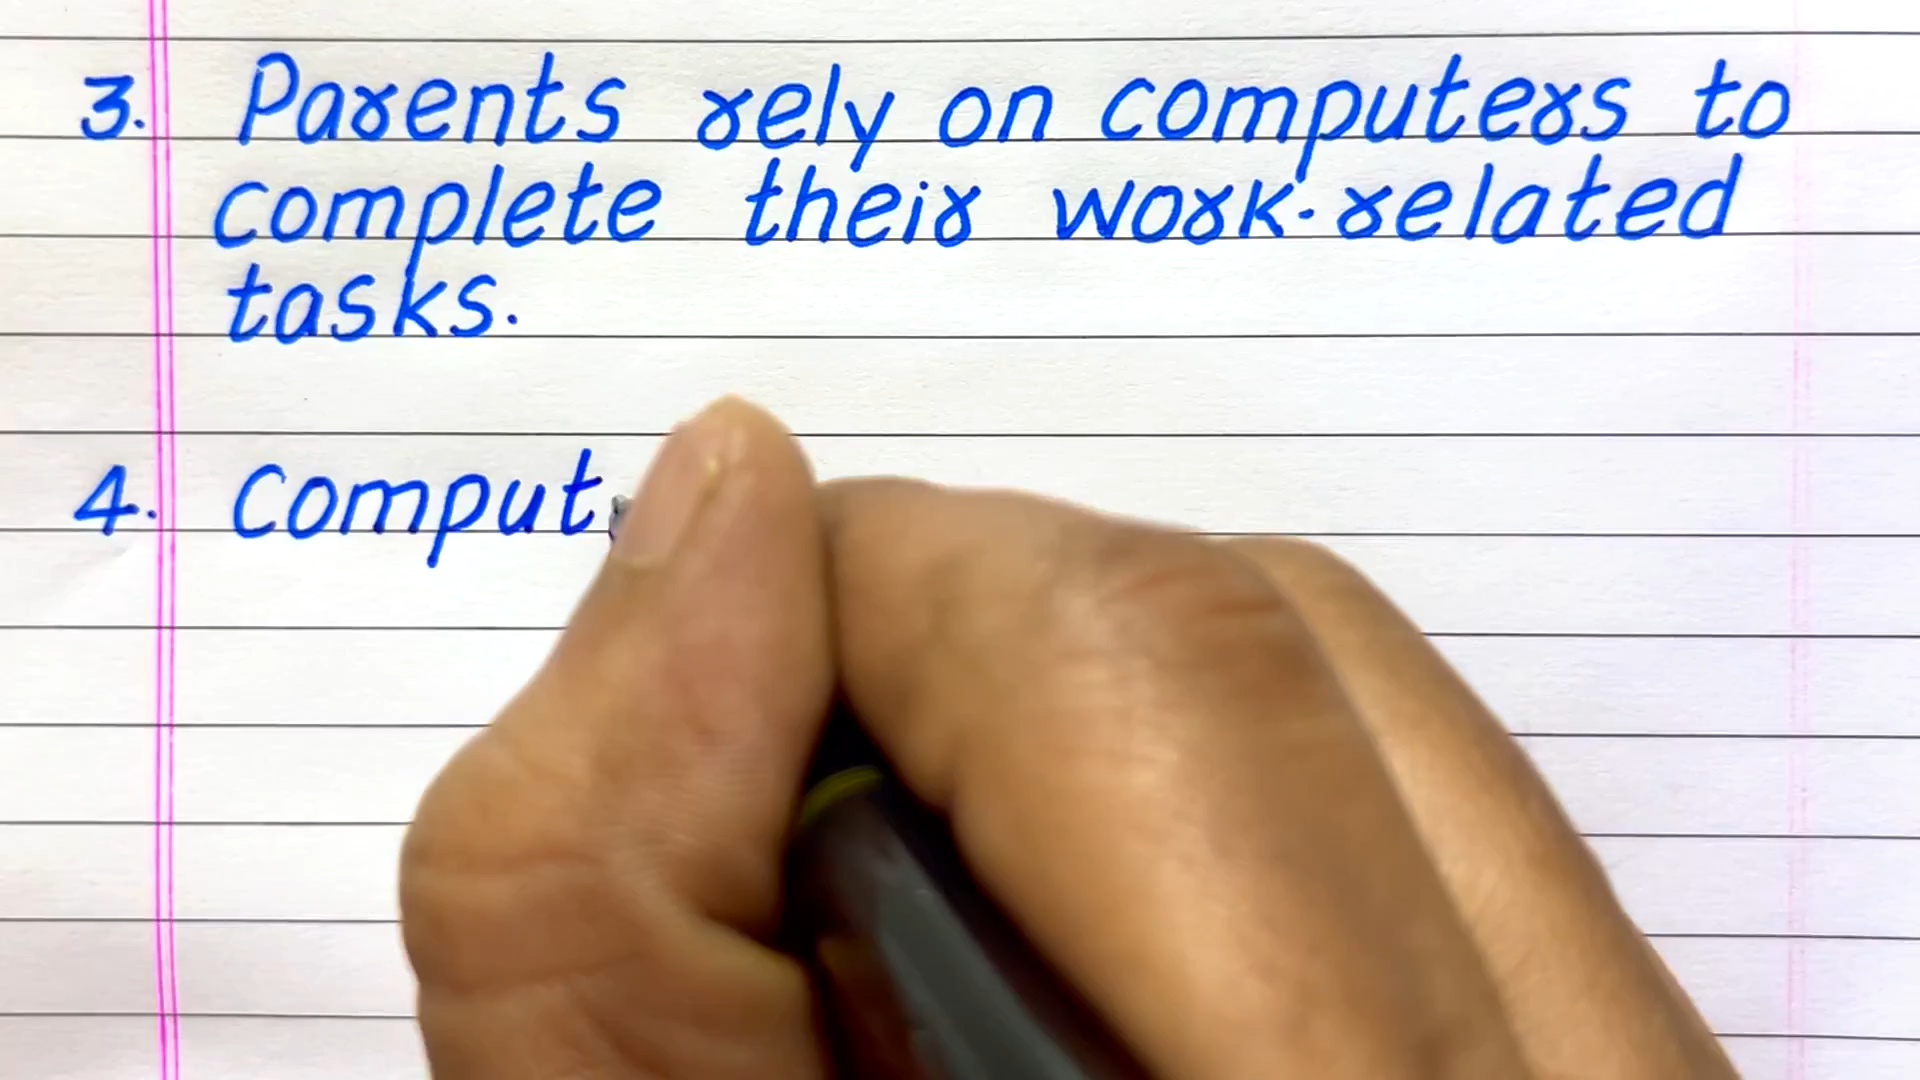 3. Parents rely on computers to
complete their work-related
tasks.
4. Comput